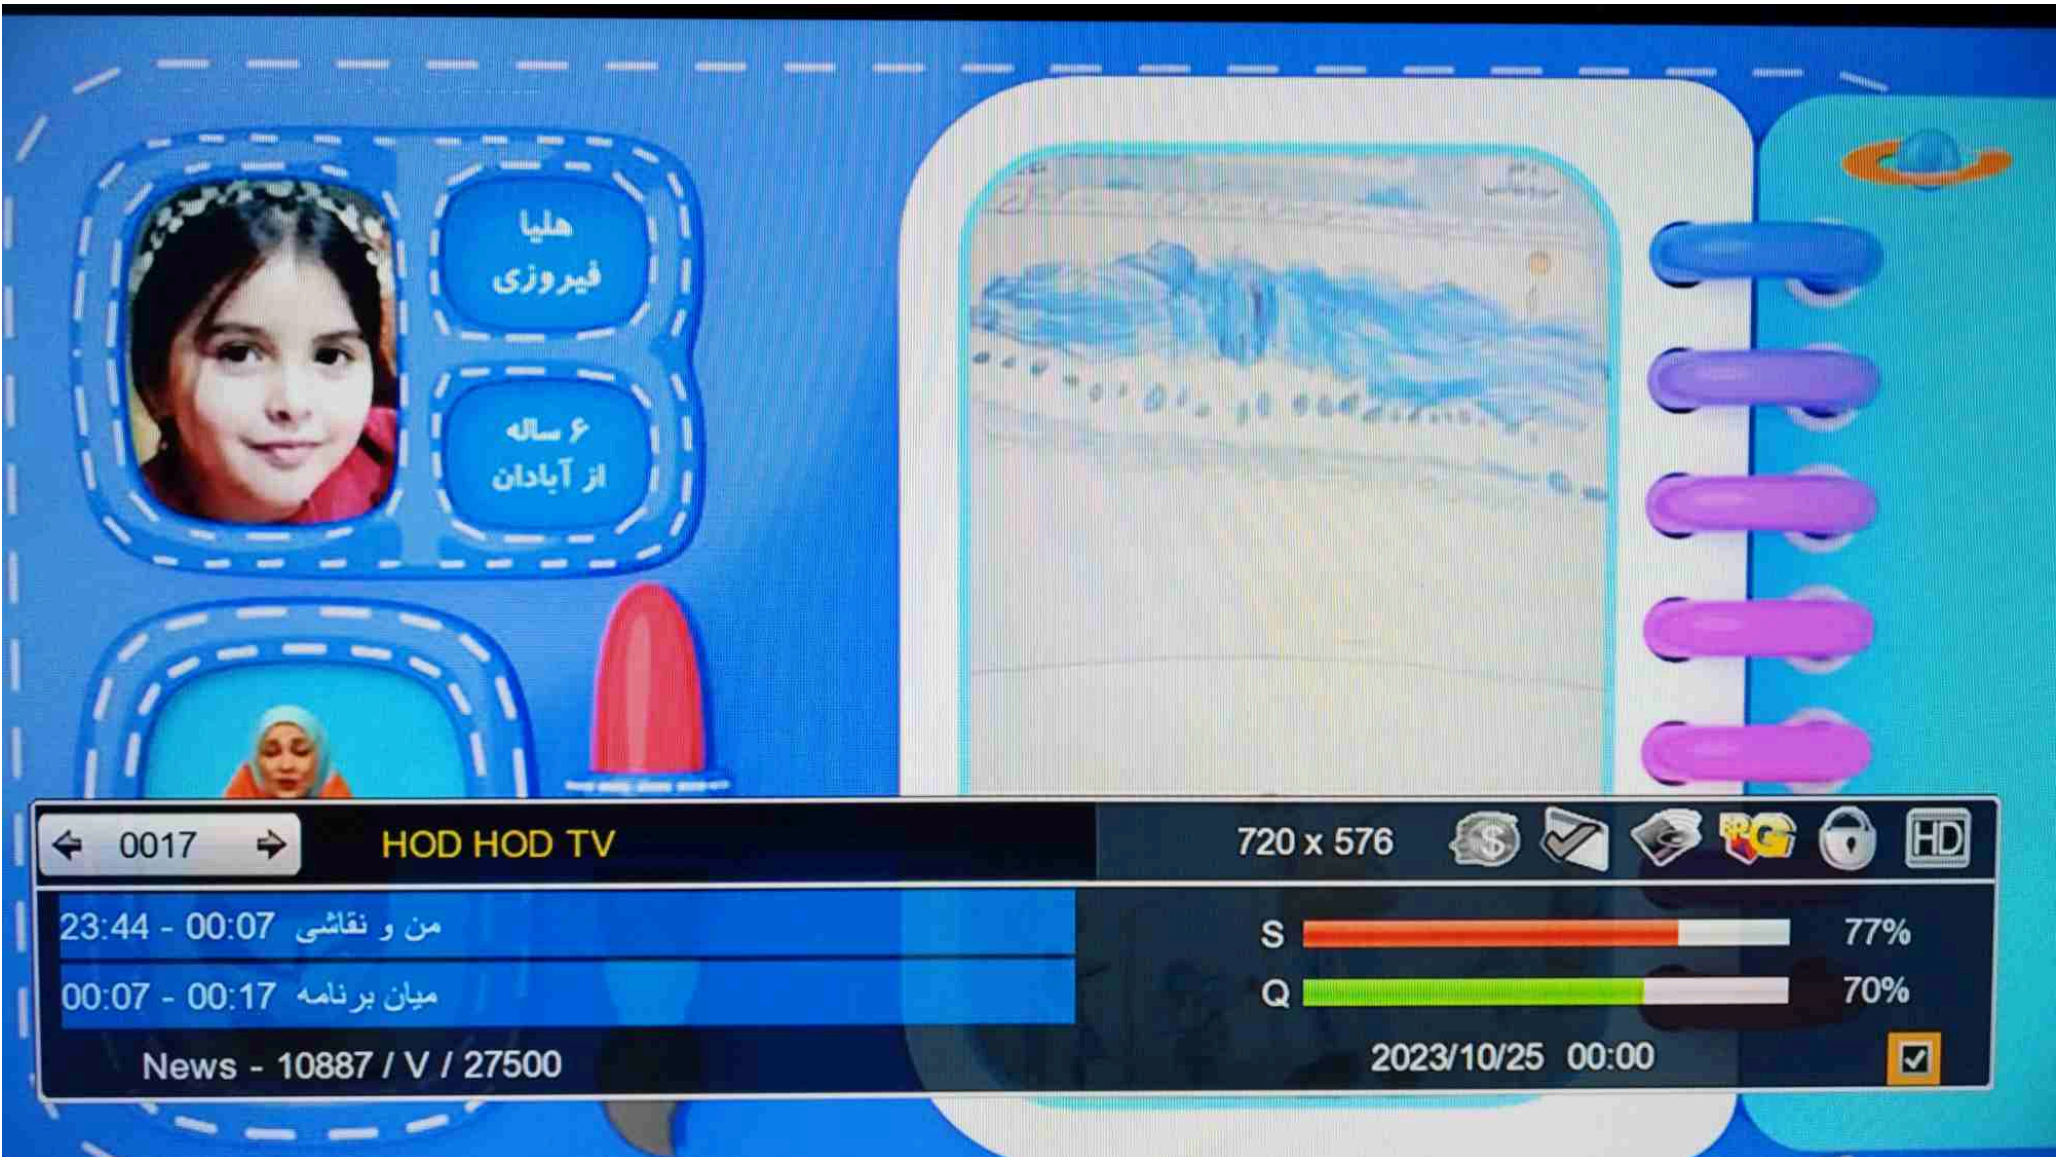 هلیا
فیروزی
۶ ساله
از آبادان
0017
HOD HOD TV
720 x 576
HD
23:44 - 00:07 من و نقاشی
00:07 - 00:17 میان برنامه
S 77%
Q 70%
News - 10887 / V / 27500
2023/10/25 00:00